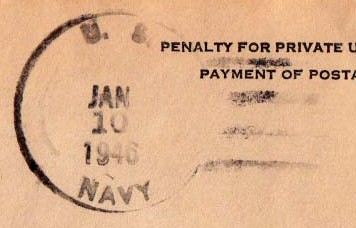 U. S.
JAN
10
1946
NAVY
PENALTY FOR PRIVATE U
PAYMENT OF POSTA